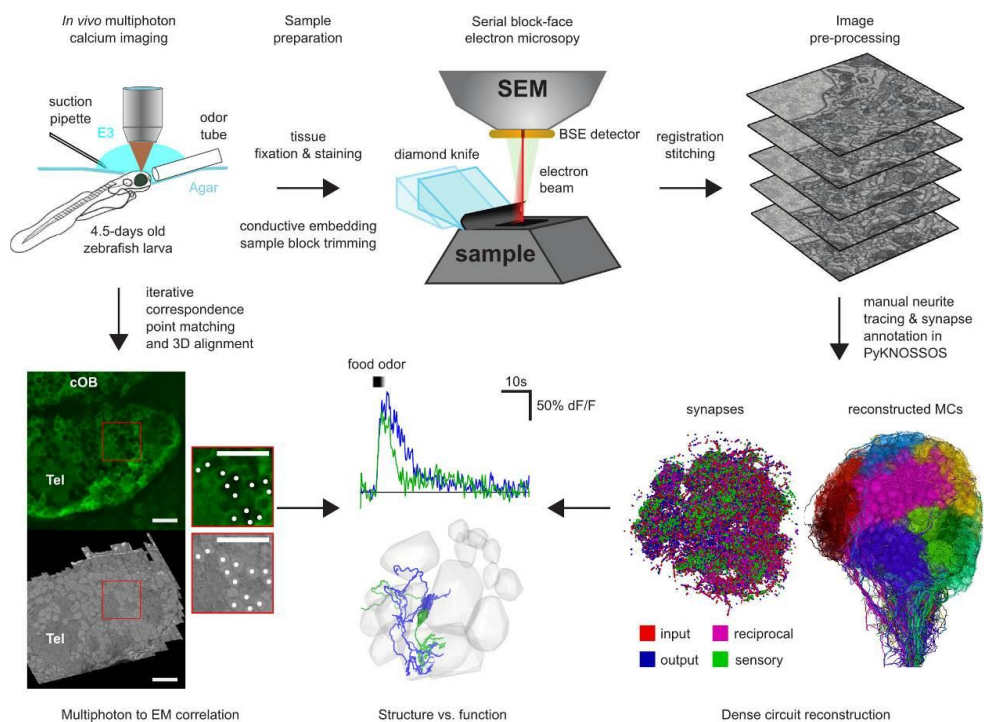 In vivo multiphoton
calcium imaging
Sample
preparation
Serial block-face
electron micrsopy
Image
pre-processing
suction
pipette
E3
odor
tube
Agar
4.5-days old
zebrafish larva
tissue
fixation & staining
conductive embedding
sample block trimming
SEM
BSE detector
diamond knife
electron
beam
sample
registration
stitching
iterative
correspondence
point matching
and 3D alignment
manual neurite
tracing & synapse
annotation in
PyKNOSSOS
cOB
Tel
Tel
food odor
10s
50% dF/F
synapses
reconstructed MCs
input
reciprocal
output
sensory
Multiphoton to EM correlation
Structure vs. function
Dense circuit reconstruction